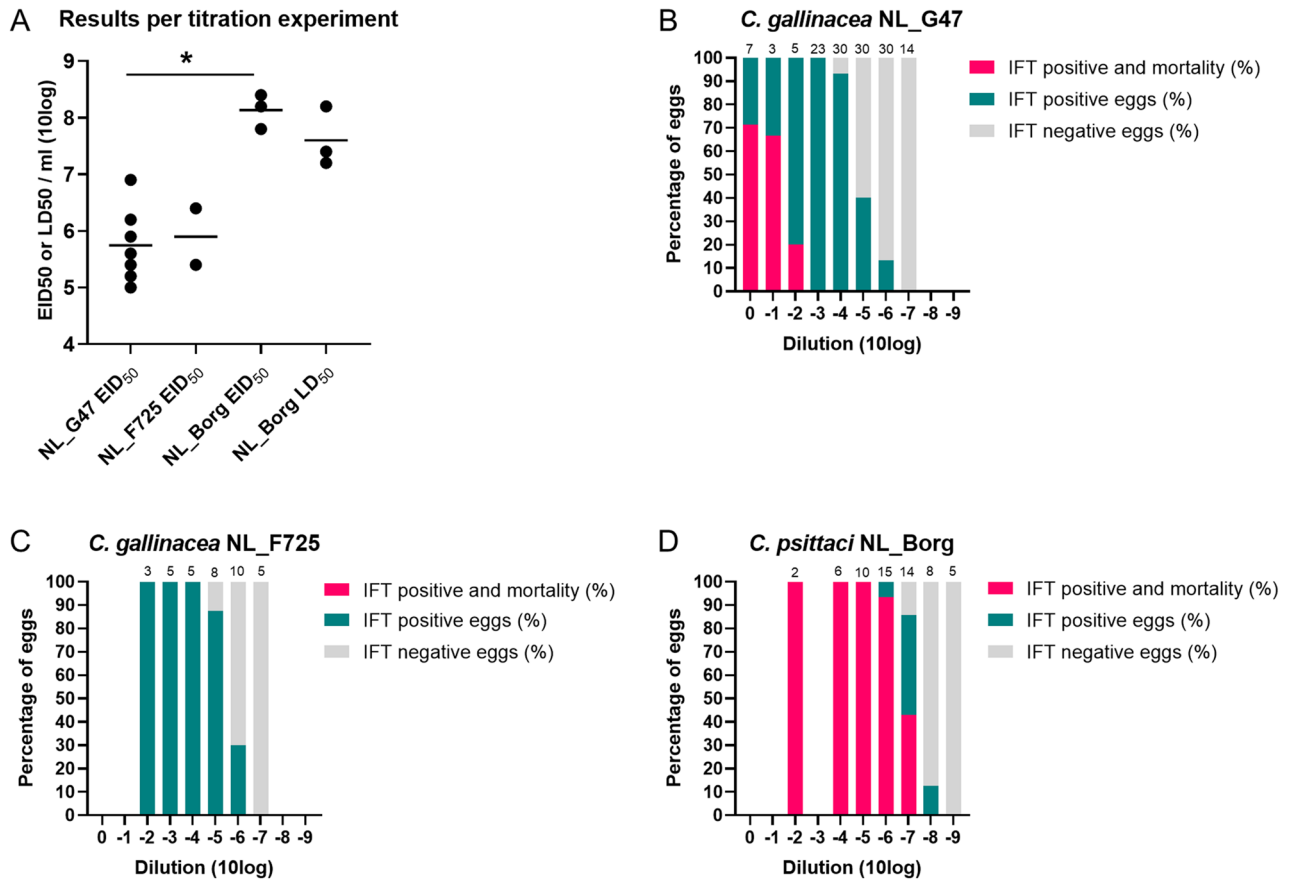 A
Results per titration experiment
*
9
8
7
6
5
4
EID50 or LD50 / ml (10log)
NL_G47 EID50
NL_F725 EID50
NL_Borg EID50
NL_Borg LD50
B
C. gallinacea NL_G47
7 3 5 23 30 30 30 14
100
90
80
70
60
50
40
30
20
10
0
Percentage of eggs
0 -1 -2 -3 -4 -5 -6 -7 -8 -9
Dilution (10log)
IFT positive and mortality (%)
IFT positive eggs (%)
IFT negative eggs (%)
C
C. gallinacea NL_F725
3 5 5 8 10 5
100
90
80
70
60
50
40
30
20
10
0
Percentage of eggs
0 -1 -2 -3 -4 -5 -6 -7 -8 -9
Dilution (10log)
IFT positive and mortality (%)
IFT positive eggs (%)
IFT negative eggs (%)
D
C. psittaci NL_Borg
2 6 10 15 14 8 5
100
90
80
70
60
50
40
30
20
10
0
Percentage of eggs
0 -1 -2 -3 -4 -5 -6 -7 -8 -9
Dilution (10log)
IFT positive and mortality (%)
IFT positive eggs (%)
IFT negative eggs (%)